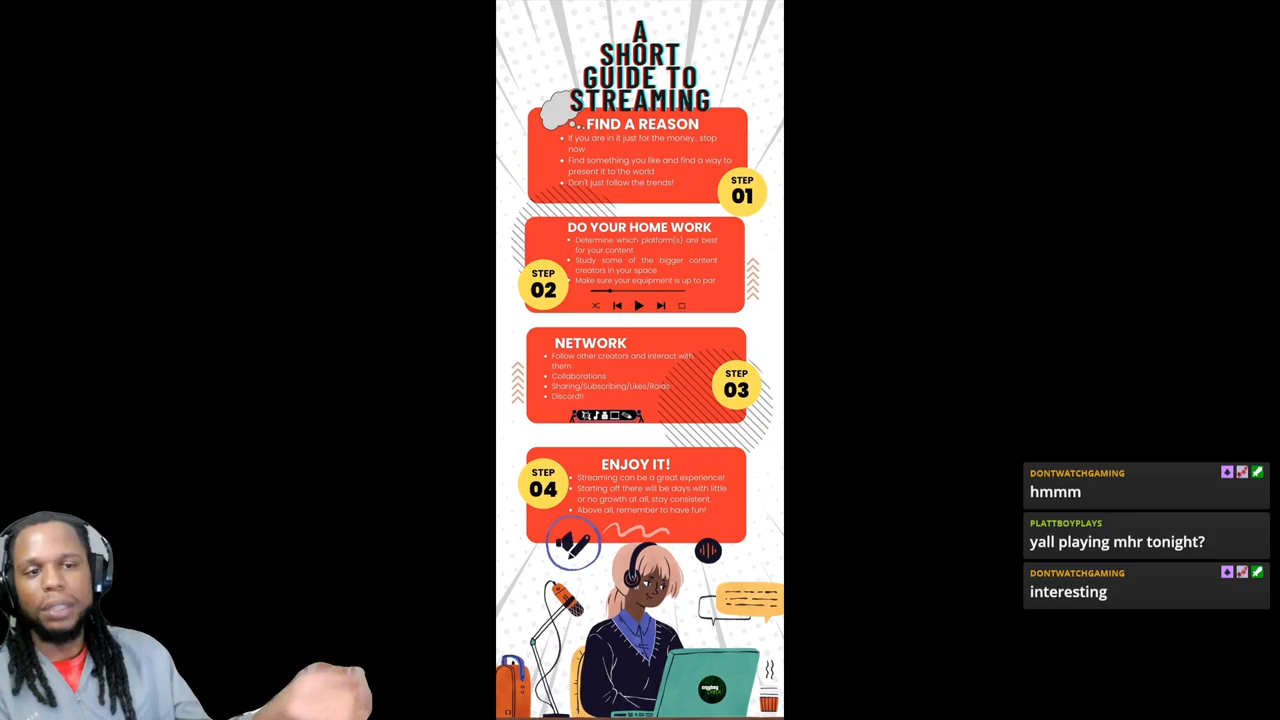 A
SHORT
GUIDE TO
STREAMING
...FIND A REASON
If you are in it just for the money.. stop
now
Find something you like and find a way to
present it to the world
Don't just follow the trends!
STEP
01
DO YOUR HOME WORK
Determine which platform(s) are best
for your content
Study some of the bigger content
creators in your space
Make sure your equipment is up to par
STEP
02
NETWORK
Follow other creators and interact with
them
Collaborations
Sharing/Subscribing/Likes/Raids
Discord!!
STEP
03
ENJOY IT!
Streaming can be a great experience!
Starting off there will be days with little
or no growth at all, stay consistent.
Above all, remember to have fun!
STEP
04
DONTWATCHGAMING
hmmm
PLATTBOYPLAYS
yall playing mhr tonight?
DONTWATCHGAMING
interesting